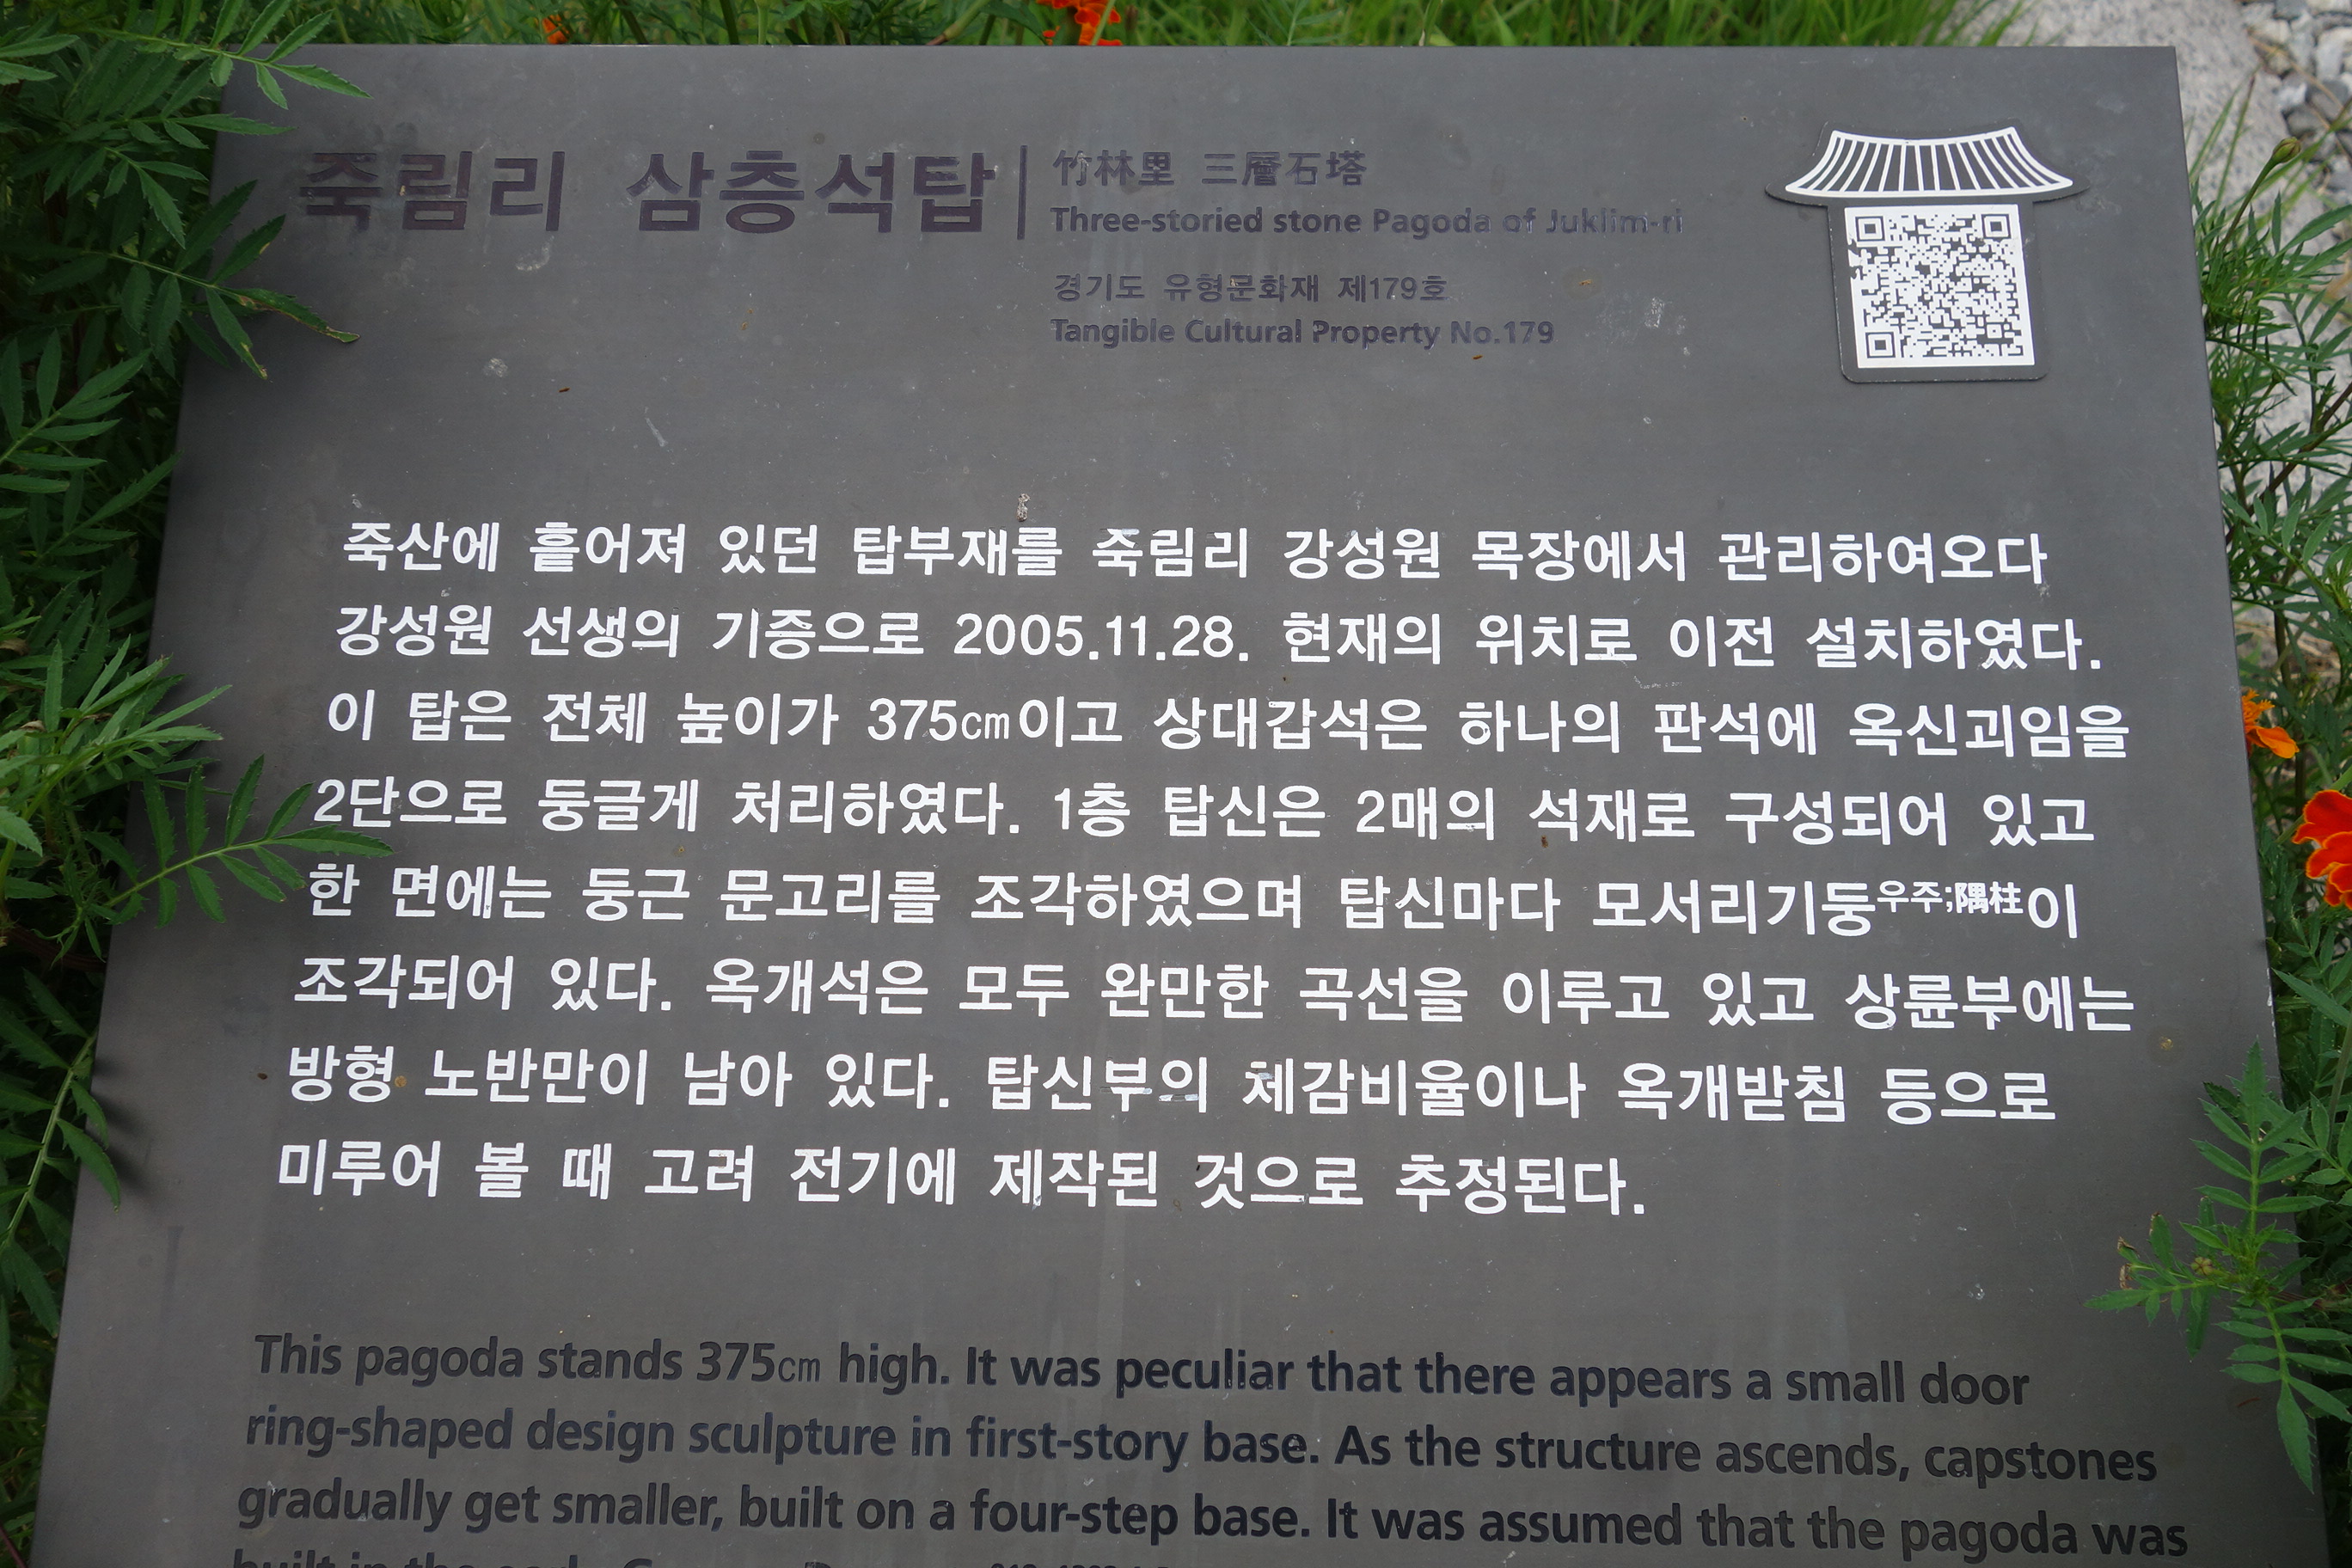 죽림리 삼층석탑
竹林里 三層石塔
Three-storied stone Pagoda of Juklim-ri
경기도 유형문화재 제179호
Tangible Cultural Property No.179
죽산에 흩어져 있던 탑부재를 죽림리 강성원 목장에서 관리하여오다
강성원 선생의 기증으로 2005.11.28. 현재의 위치로 이전 설치하였다.
이 탑은 전체 높이가 375㎝이고 상대갑석은 하나의 판석에 옥신괴임을
2단으로 둥글게 처리하였다. 1층 탑신은 2매의 석재로 구성되어 있고
한 면에는 둥근 문고리를 조각하였으며 탑신마다 모서리기둥우주;隅柱이
조각되어 있다. 옥개석은 모두 완만한 곡선을 이루고 있고 상륜부에는
방형 노반만이 남아 있다. 탑신부의 체감비율이나 옥개받침 등으로
미루어 볼 때 고려 전기에 제작된 것으로 추정된다.
This pagoda stands 375㎝ high. It was peculiar that there appears a small door
ring-shaped design sculpture in first-story base. As the structure ascends, capstones
gradually get smaller, built on a four-step base. It was assumed that the pagoda was
built in the early